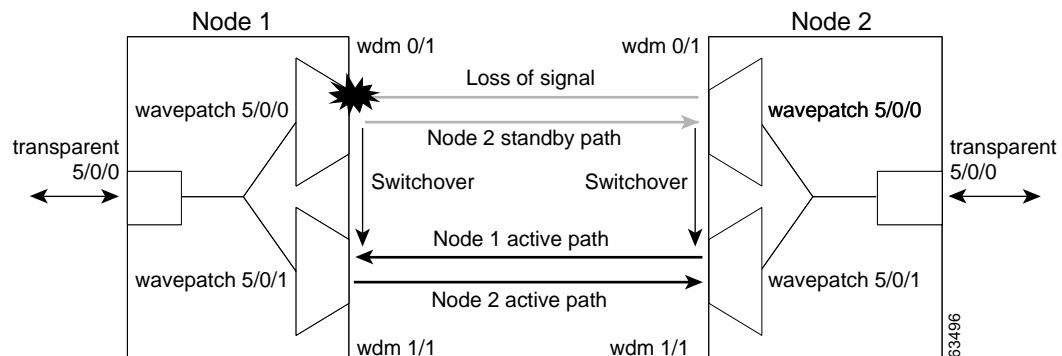 Node 1
Node 2
wdm 0/1
wdm 0/1
Loss of signal
wavepatch 5/0/0
wavepatch 5/0/0
Node 2 standby path
transparent
5/0/0
transparent
5/0/0
Switchover
Switchover
Node 1 active path
wavepatch 5/0/1
wavepatch 5/0/1
Node 2 active path
wdm 1/1
wdm 1/1
63496